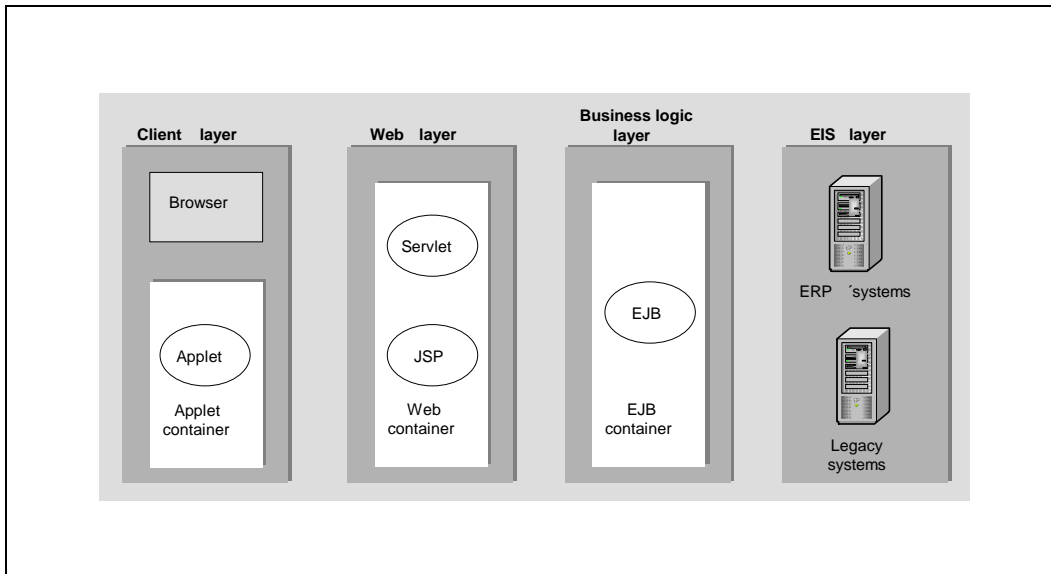 Client layer
Browser
Applet
Applet
container
Web layer
Servlet
JSP
Web
container
Business logic
layer
EJB
EJB
container
EIS layer
ERP ´systems
Legacy
systems